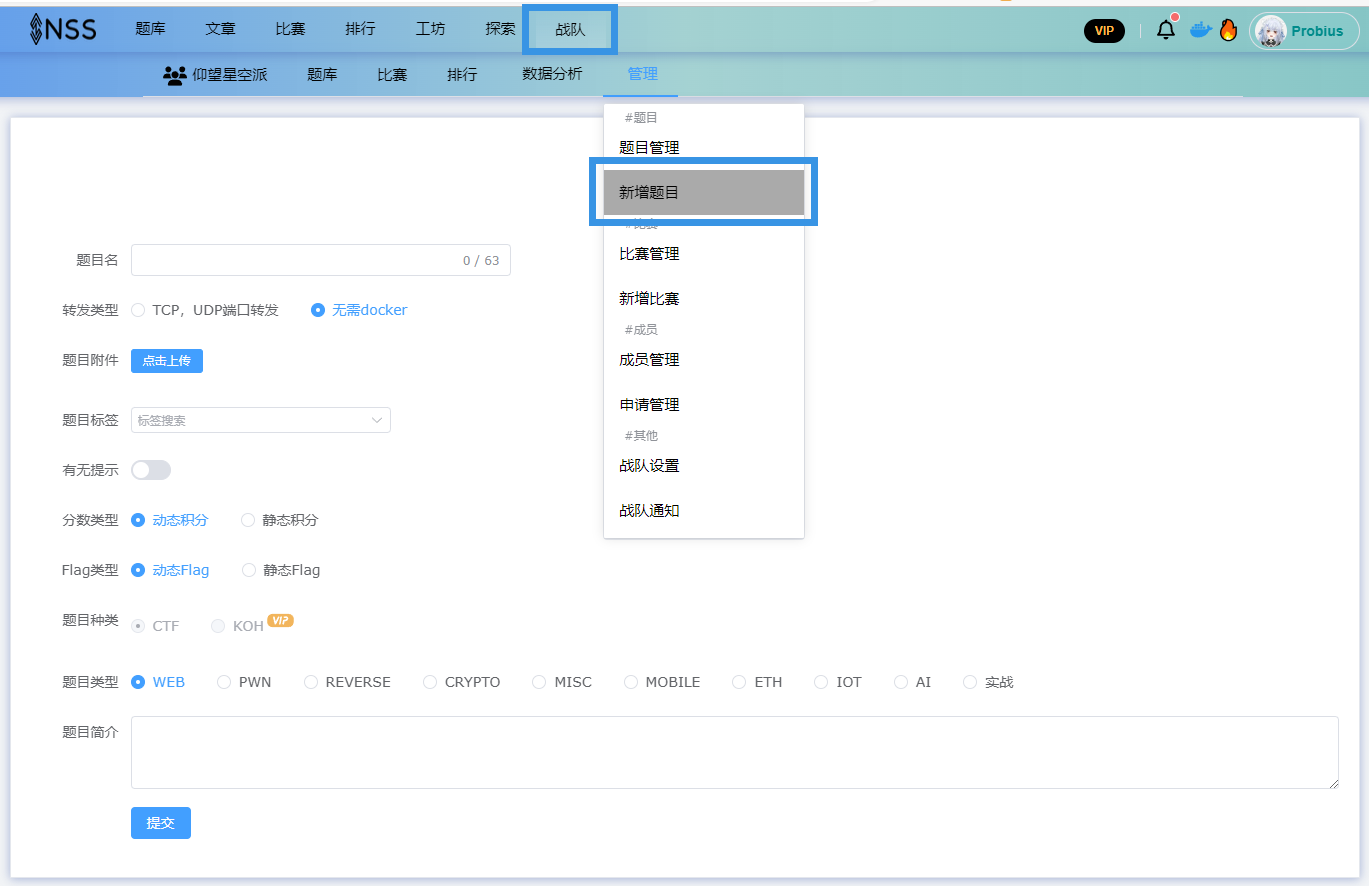 NSS 题库 文章 比赛 排行 工坊 探索 战队 VIP Probius
仰望星空派 题库 比赛 排行 数据分析 管理
#题目
题目管理
新增题目
#比赛
比赛管理
新增比赛
#成员
成员管理
申请管理
#其他
战队设置
战队通知
题目名 0 / 63
转发类型 TCP，UDP端口转发 无需docker
题目附件 点击上传
题目标签 标签搜索
有无提示
分数类型 动态积分 静态积分
Flag类型 动态Flag 静态Flag
题目种类 CTF KOH VIP
题目类型 WEB PWN REVERSE CRYPTO MISC MOBILE ETH IOT AI 实战
题目简介
提交